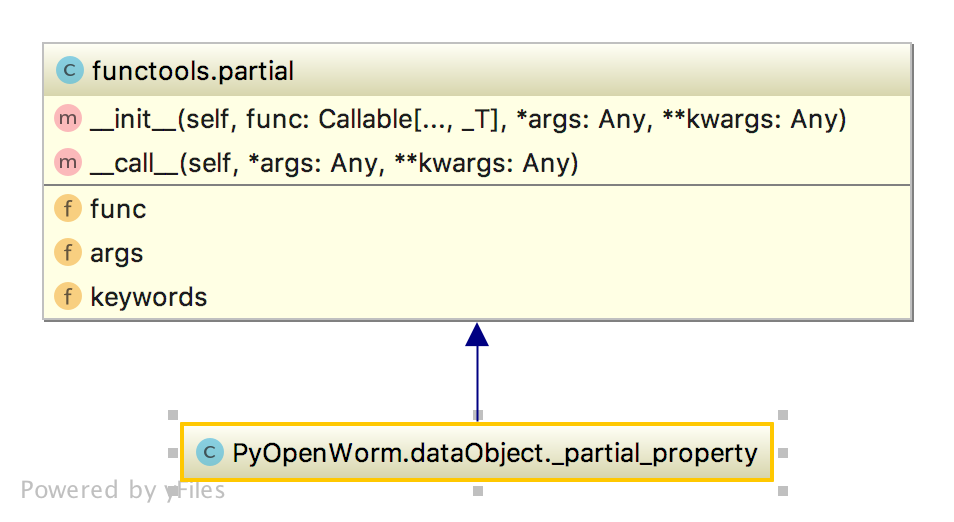 C functools.partial
m __init__(self, func: Callable[..., _T], *args: Any, **kwargs: Any)
m __call__(self, *args: Any, **kwargs: Any)
f func
f args
f keywords
C PyOpenWorm.dataObject._partial_property
Powered by yFiles